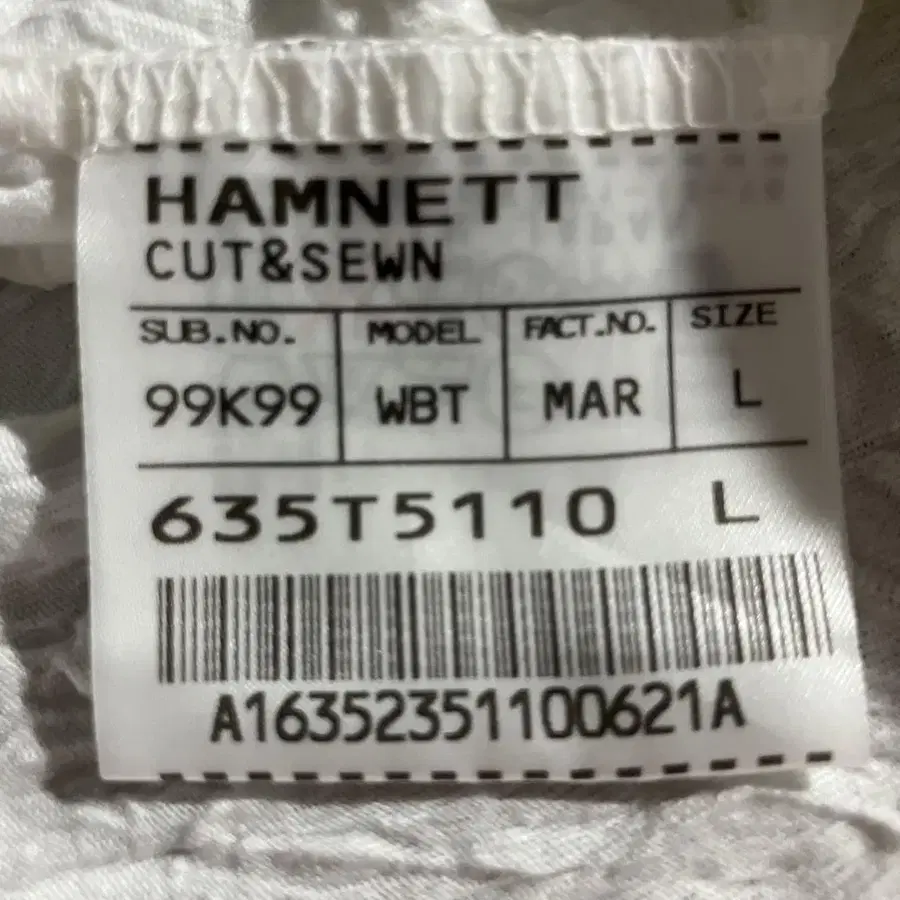 HAMNETT
CUT&SEWN
SUB.NO. MODEL FACT.NO. SIZE
99K99 WBT MAR L
635T5110 L
A16352351100621A